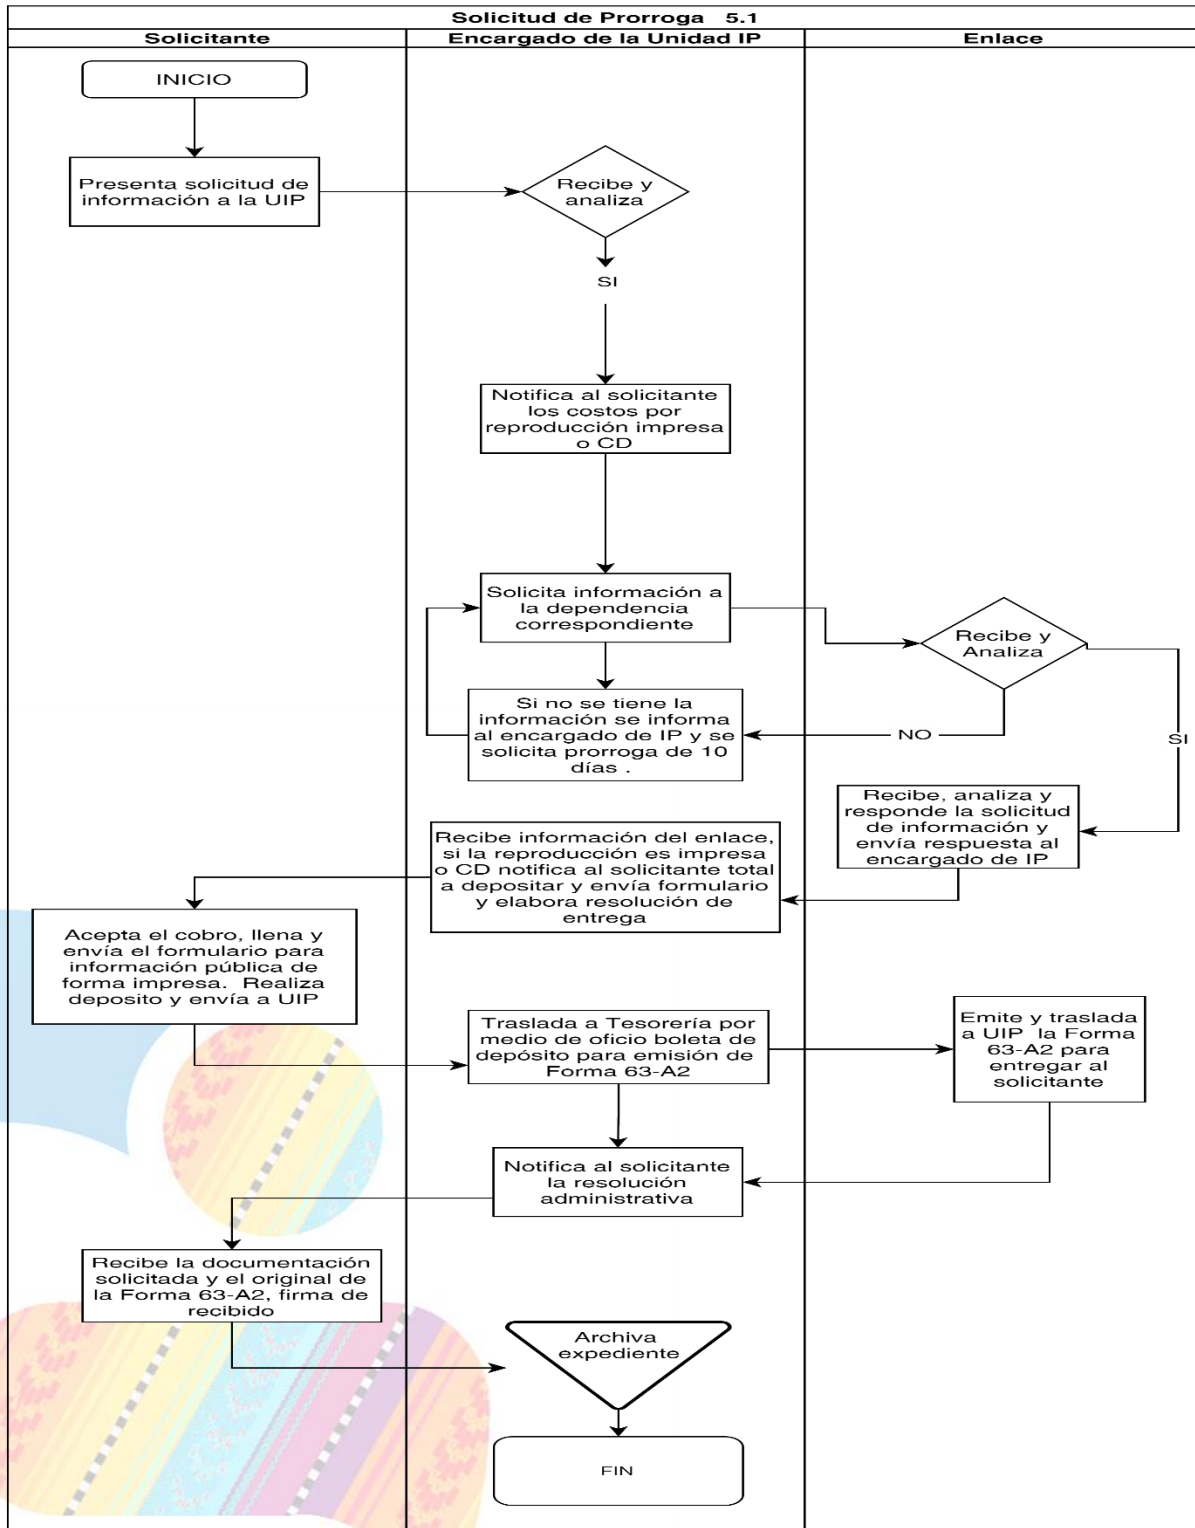 Solicitud de Prorroga 5.1
Solicitante
Encargado de la Unidad IP
Enlace
INICIO
Presenta solicitud de
información a la UIP
Recibe y
analiza
SI
Notifica al solicitante
los costos por
reproducción impresa
o CD
Solicita información a
la dependencia
correspondiente
Recibe y
Analiza
Si no se tiene la
información se informa
al encargado de IP y se
solicita prorroga de 10
días .
NO
SI
Recibe, analiza y
responde la solicitud
de información y
envía respuesta al
encargado de IP
Recibe información del enlace,
si la reproducción es impresa
o CD notifica al solicitante total
a depositar y envía formulario
y elabora resolución de
entrega
Acepta el cobro, llena y
envía el formulario para
información pública de
forma impresa. Realiza
deposito y envía a UIP
Traslada a Tesorería por
medio de oficio boleta de
depósito para emisión de
Forma 63-A2
Emite y traslada
a UIP la Forma
63-A2 para
entregar al
solicitante
Notifica al solicitante
la resolución
administrativa
Recibe la documentación
solicitada y el original de
la Forma 63-A2, firma de
recibido
Archiva
expediente
FIN